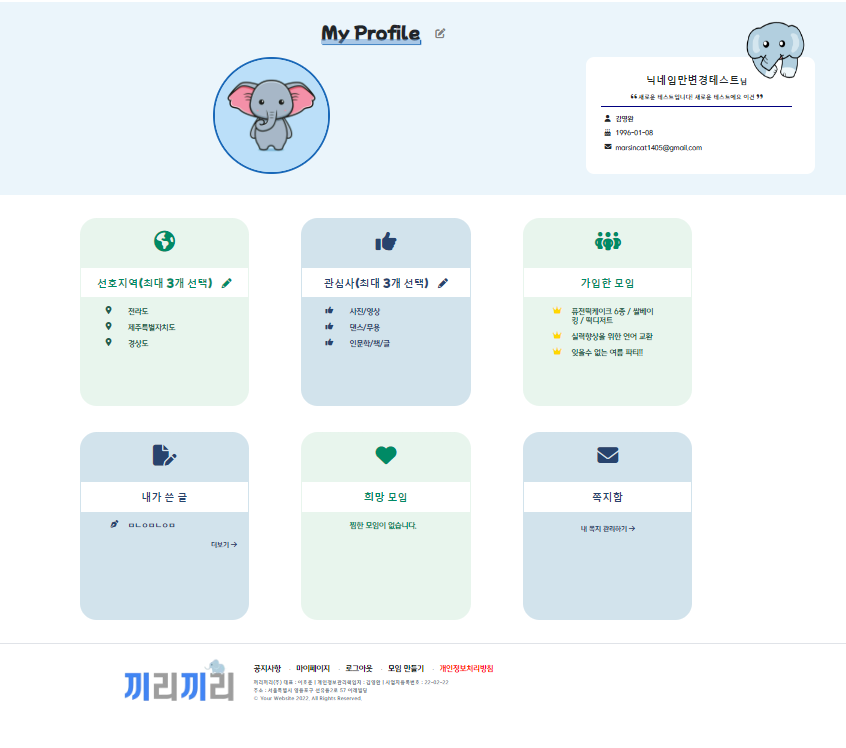 My Profile
닉네임만변경테스트님
❝ 새로운 테스트입니다! 새로운 테스트에요 이건 ❞
김영완
1996-01-08
marsincat1405@gmail.com
선호지역(최대 3개 선택)
전라도
제주특별자치도
경상도
관심사(최대 3개 선택)
사진/영상
댄스/무용
인문학/책/글
가입한 모임
퓨전떡케이크 6종 / 쌀베이
킹 / 떡디저트
실력향상을 위한 언어 교환
잊을수 없는 여름 파티!!
내가 쓴 글
ㅁㄴㅇㅁㄴㅇㅁ
더보기 →
희망 모임
찜한 모임이 없습니다.
쪽지함
내 쪽지 관리하기 →
끼리끼리
공지사항 마이페이지 로그아웃 모임 만들기 개인정보처리방침
끼리끼리(주) 대표 : 이호준 | 개인정보관리책임자 : 김영완 | 사업자등록번호 : 22-02-22
주소 : 서울특별시 영등포구 선유동2로 57 이레빌딩
© Your Website 2022. All Rights Reserved.